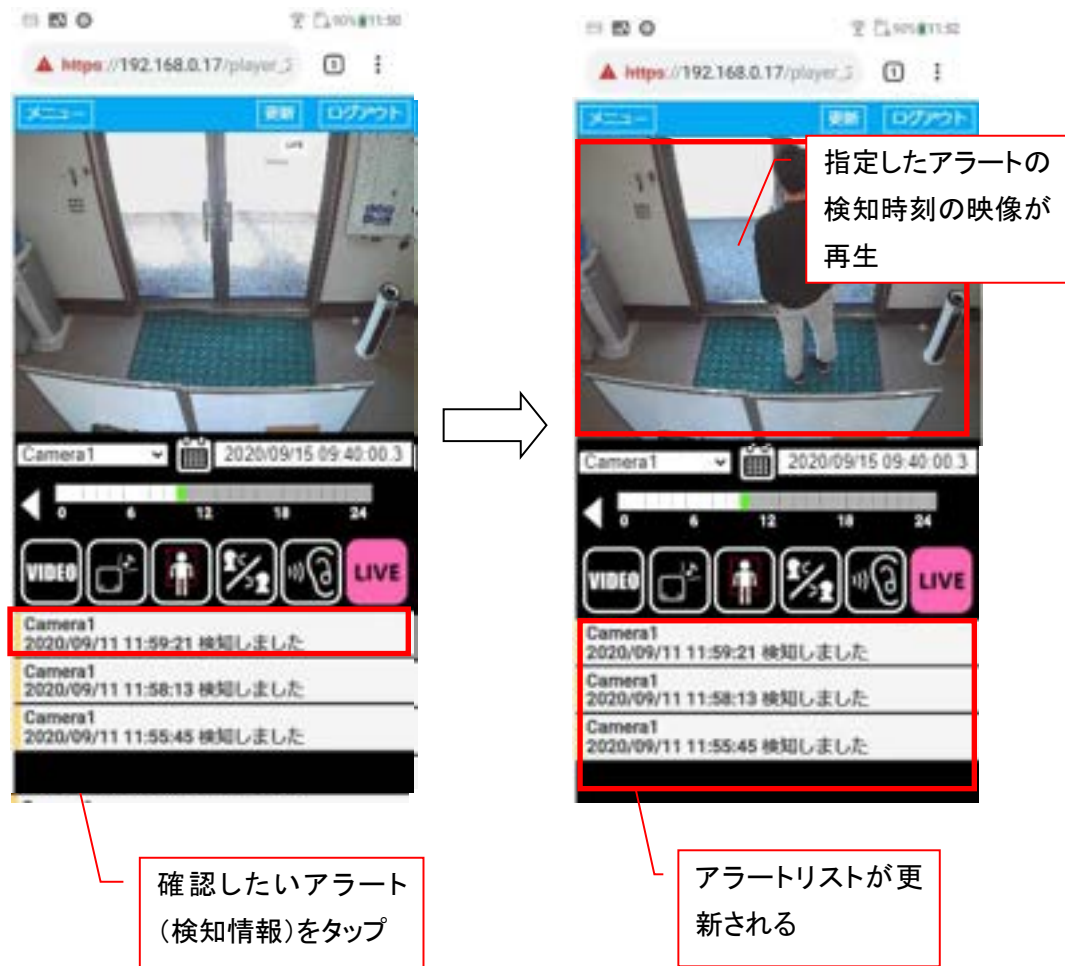 90% 11:50
https://192.168.0.17/player_
1
メニュー
更新
ログアウト
LIVE
Camera1
2020/09/15 09:40:00.3
0 6 12 18 24
VIDEO
LIVE
Camera1
2020/09/11 11:59:21 検知しました
Camera1
2020/09/11 11:58:13 検知しました
Camera1
2020/09/11 11:55:45 検知しました
確認したいアラート
（検知情報）をタップ
11:52
https://192.168.0.17/player_
1
メニュー
更新
ログアウト
指定したアラートの
検知時刻の映像が
再生
Camera1
2020/09/15 09:40:00.3
0 6 12 18 24
VIDEO
LIVE
Camera1
2020/09/11 11:59:21 検知しました
Camera1
2020/09/11 11:58:13 検知しました
Camera1
2020/09/11 11:55:45 検知しました
アラートリストが更
新される